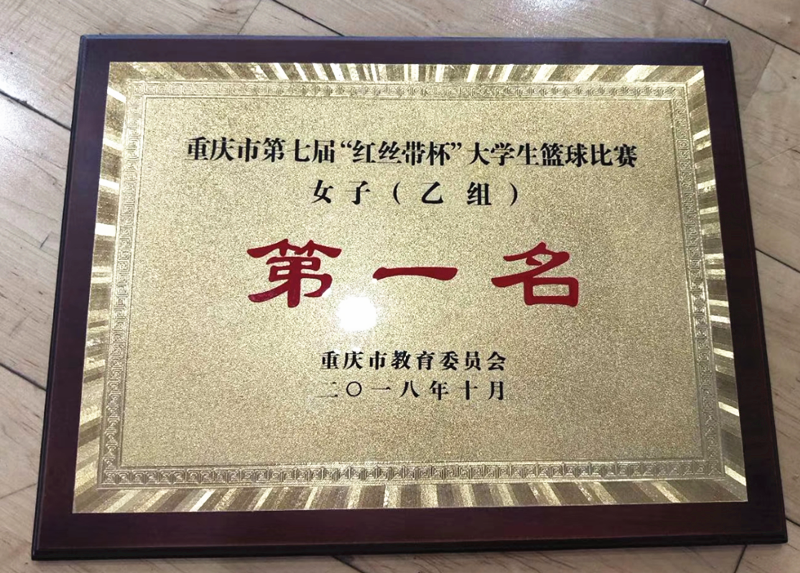 重庆市第七届“红丝带杯”大学生篮球比赛
女子（乙组）
第一名
重庆市教育委员会
二〇一八年十月